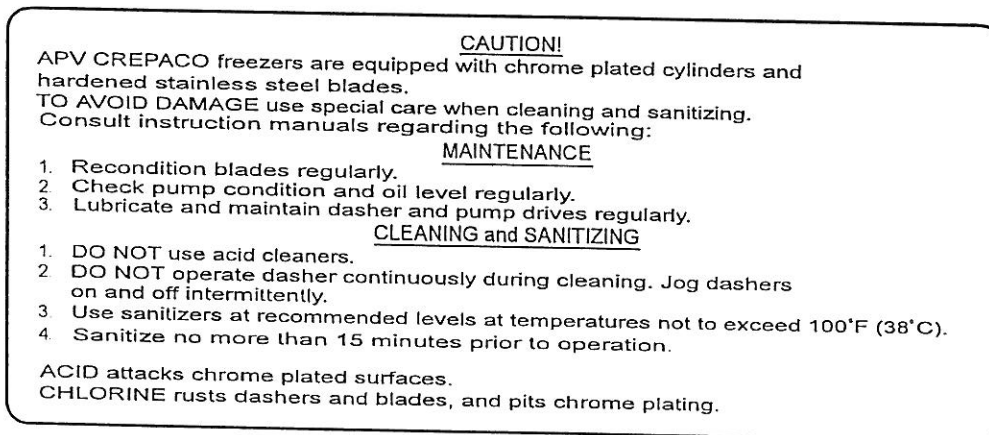 CAUTION!
APV CREPACO freezers are equipped with chrome plated cylinders and
hardened stainless steel blades.
TO AVOID DAMAGE use special care when cleaning and sanitizing.
Consult instruction manuals regarding the following:
MAINTENANCE
1. Recondition blades regularly.
2. Check pump condition and oil level regularly.
3. Lubricate and maintain dasher and pump drives regularly.
CLEANING and SANITIZING
1. DO NOT use acid cleaners.
2 DO NOT operate dasher continuously during cleaning. Jog dashers
on and off intermittently.
3. Use sanitizers at recommended levels at temperatures not to exceed 100°F (38°C).
4. Sanitize no more than 15 minutes prior to operation.
ACID attacks chrome plated surfaces.
CHLORINE rusts dashers and blades, and pits chrome plating.